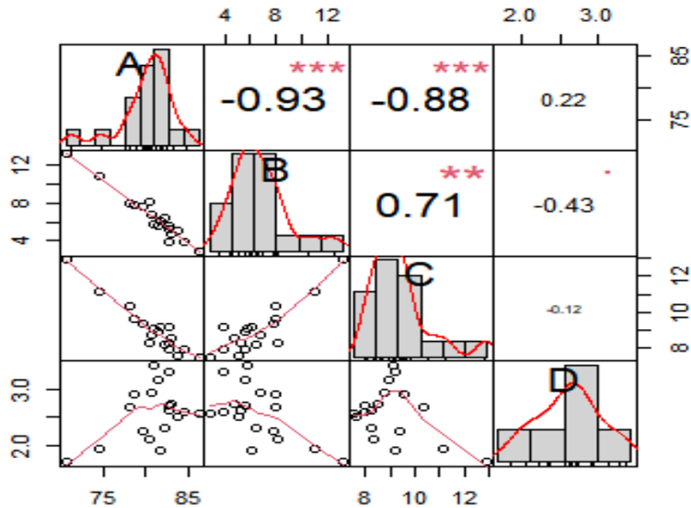 4 8 12 2.0 3.0
A -0.93 *** -0.88 *** 0.22 75 85
4 8 12 B 0.71 ** -0.43 .
C -0.12 8 10 12
2.0 3.0 D
75 85 8 10 12